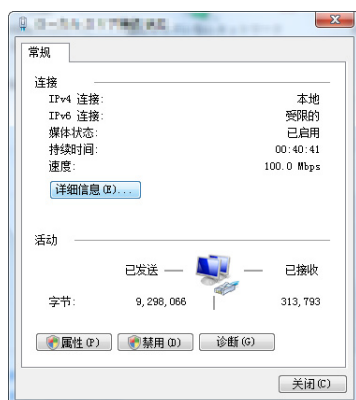 常规
连接
IPv4 连接: 本地
IPv6 连接: 受限的
媒体状态: 已启用
持续时间: 00:40:41
速度: 100.0 Mbps
详细信息(E)...
活动
已发送 — — 已接收
字节: 9,298,066 | 313,793
属性(P) 禁用(D) 诊断(G)
关闭(C)